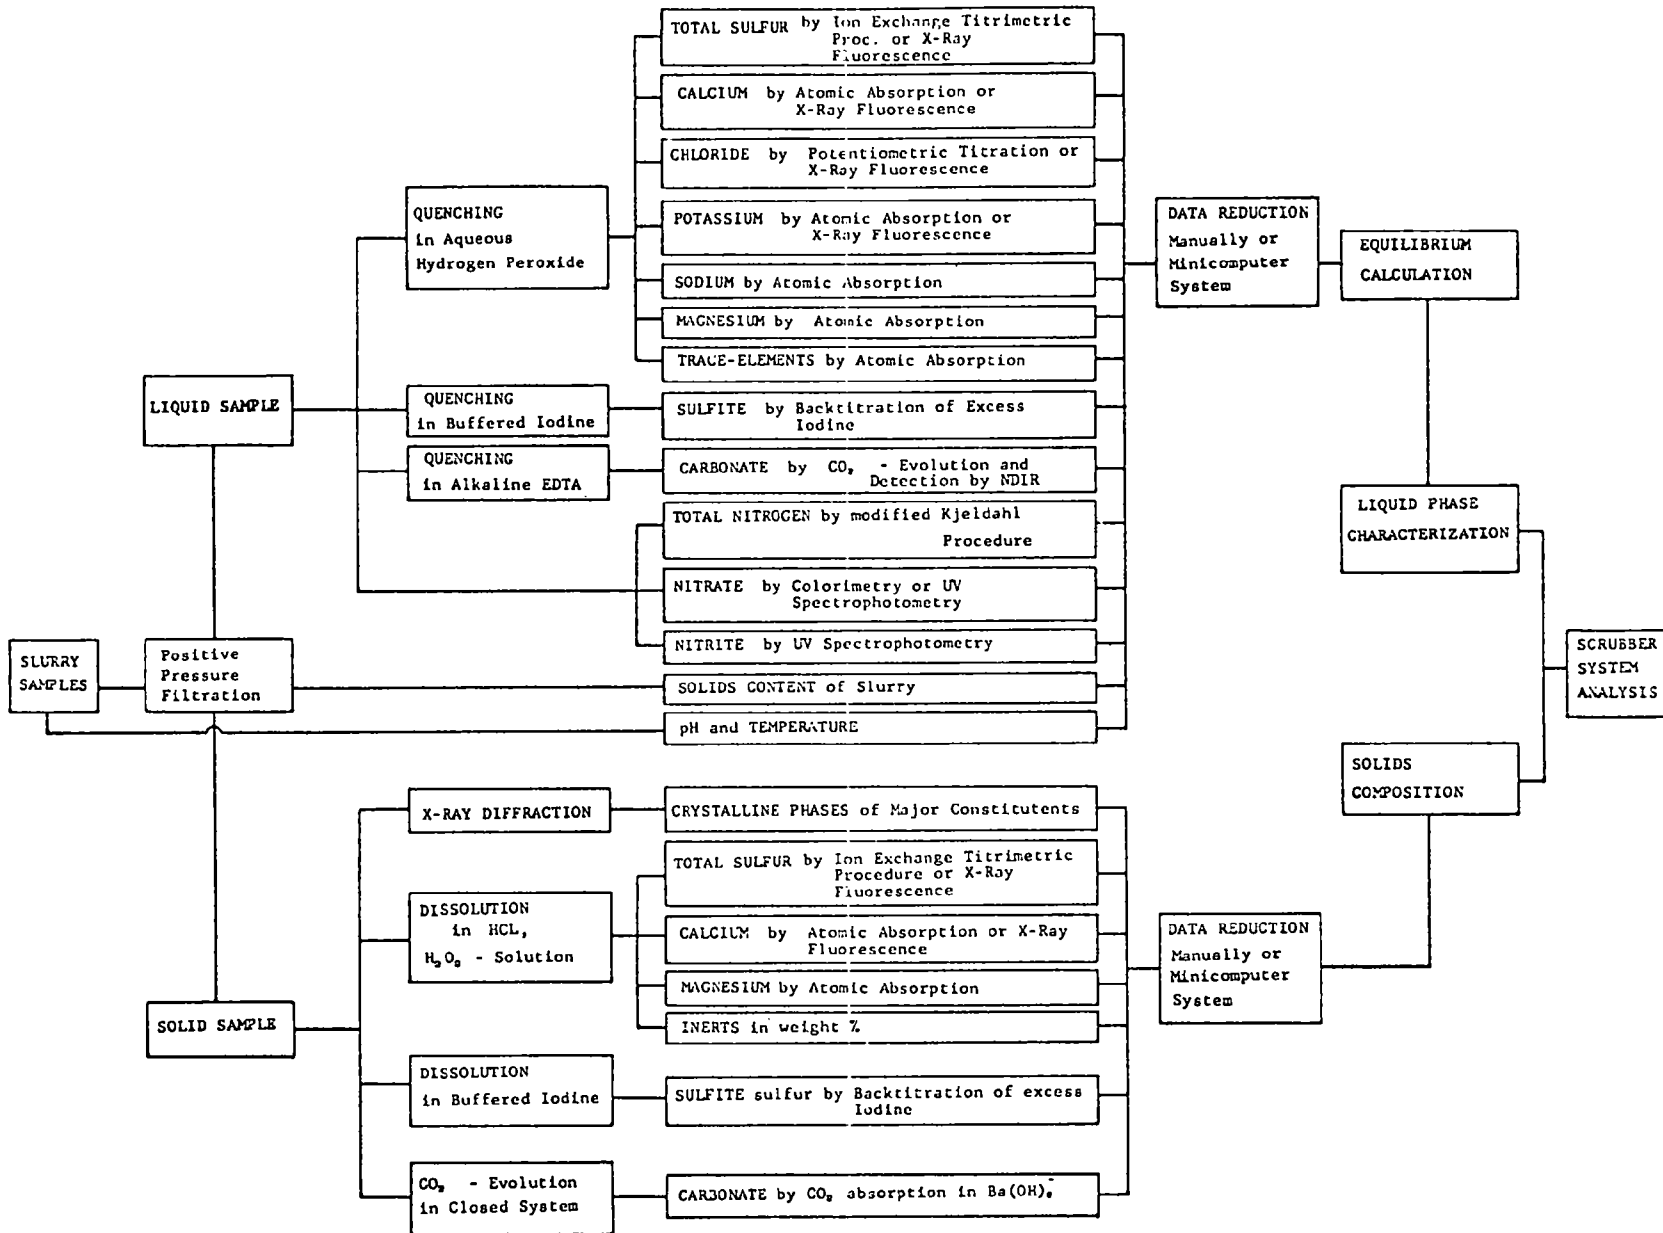 TOTAL SULFUR by Ion Exchange Titrimetric
Proc. or X-Ray
Fluorescence
CALCIUM by Atomic Absorption or
X-Ray Fluorescence
CHLORIDE by Potentiometric Titration or
X-Ray Fluorescence
QUENCHING
in Aqueous
Hydrogen Peroxide
POTASSIUM by Atomic Absorption or
X-Ray Fluorescence
DATA REDUCTION
Manually or
Minicomputer
System
EQUILIBRIUM
CALCULATION
SODIUM by Atomic Absorption
MAGNESIUM by Atomic Absorption
TRACE-ELEMENTS by Atomic Absorption
LIQUID SAMPLE
QUENCHING
in Buffered Iodine
SULFITE by Backtitration of Excess
Iodine
QUENCHING
in Alkaline EDTA
CARBONATE by CO₂ - Evolution and
Detection by NDIR
TOTAL NITROGEN by modified Kjeldahl
Procedure
LIQUID PHASE
CHARACTERIZATION
NITRATE by Colorimetry or UV
Spectrophotometry
NITRITE by UV Spectrophotometry
SLURRY
SAMPLES
Positive
Pressure
Filtration
SOLIDS CONTENT of Slurry
pH and TEMPERATURE
SCRUBBER
SYSTEM
ANALYSIS
SOLIDS
COMPOSITION
X-RAY DIFFRACTION
CRYSTALLINE PHASES of Major Constitutents
TOTAL SULFUR by Ion Exchange Titrimetric
Procedure or X-Ray
Fluorescence
DISSOLUTION
in HCL,
H₂O₂ - Solution
CALCIUM by Atomic Absorption or X-Ray
Fluorescence
DATA REDUCTION
Manually or
Minicomputer
System
MAGNESIUM by Atomic Absorption
INERTS in weight %
SOLID SAMPLE
DISSOLUTION
in Buffered Iodine
SULFITE sulfur by Backtitration of excess
Iodine
CO₂ - Evolution
in Closed System
CARBONATE by CO₂ absorption in Ba(OH)₂